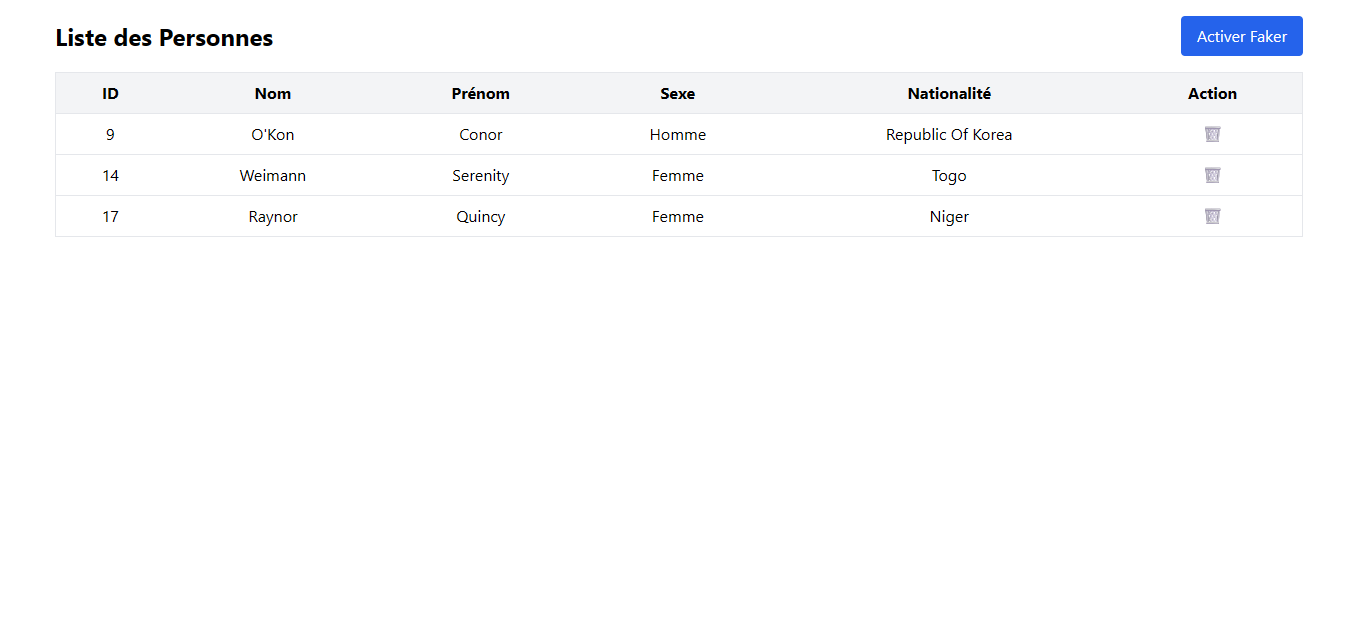 Liste des Personnes
Activer Faker
ID Nom Prénom Sexe Nationalité Action
9 O'Kon Conor Homme Republic Of Korea
14 Weimann Serenity Femme Togo
17 Raynor Quincy Femme Niger